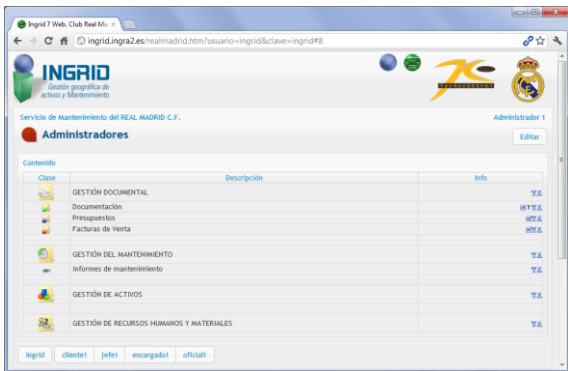 Ingrid 7 Web. Club Real Ma
ingrid.ingra2.es/realmadrid.htm?usuario=ingrid&clave=ingrid#8
INGRID
Gestión geográfica de
activos y Mantenimiento
Servicio de Mantenimiento del REAL MADRID C.F.
Administrador 1
Administradores
Editar
Contenido
Clase Descripción Info
GESTIÓN DOCUMENTAL
Documentación
Presupuestos
Facturas de Venta
GESTIÓN DEL MANTENIMIENTO
Informes de mantenimiento
GESTIÓN DE ACTIVOS
GESTIÓN DE RECURSOS HUMANOS Y MATERIALES
ingrid cliente1 jefe1 encargado1 oficial1